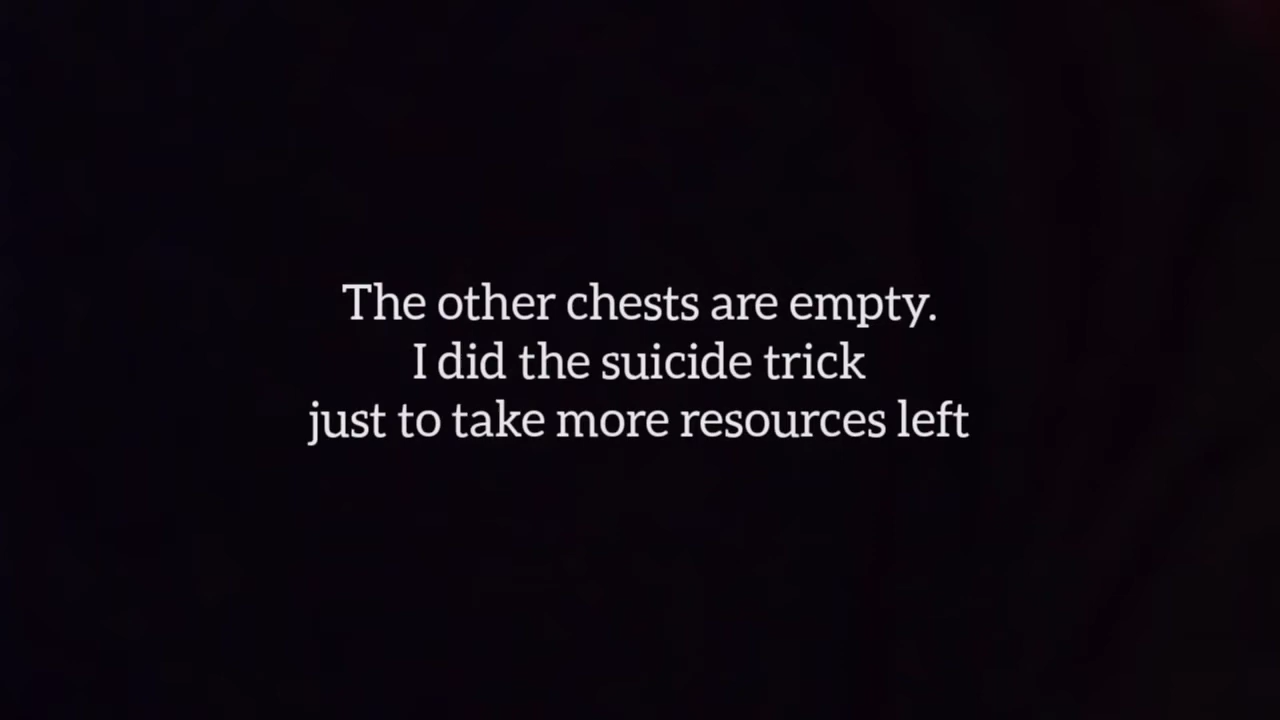 The other chests are empty.
I did the suicide trick
just to take more resources left